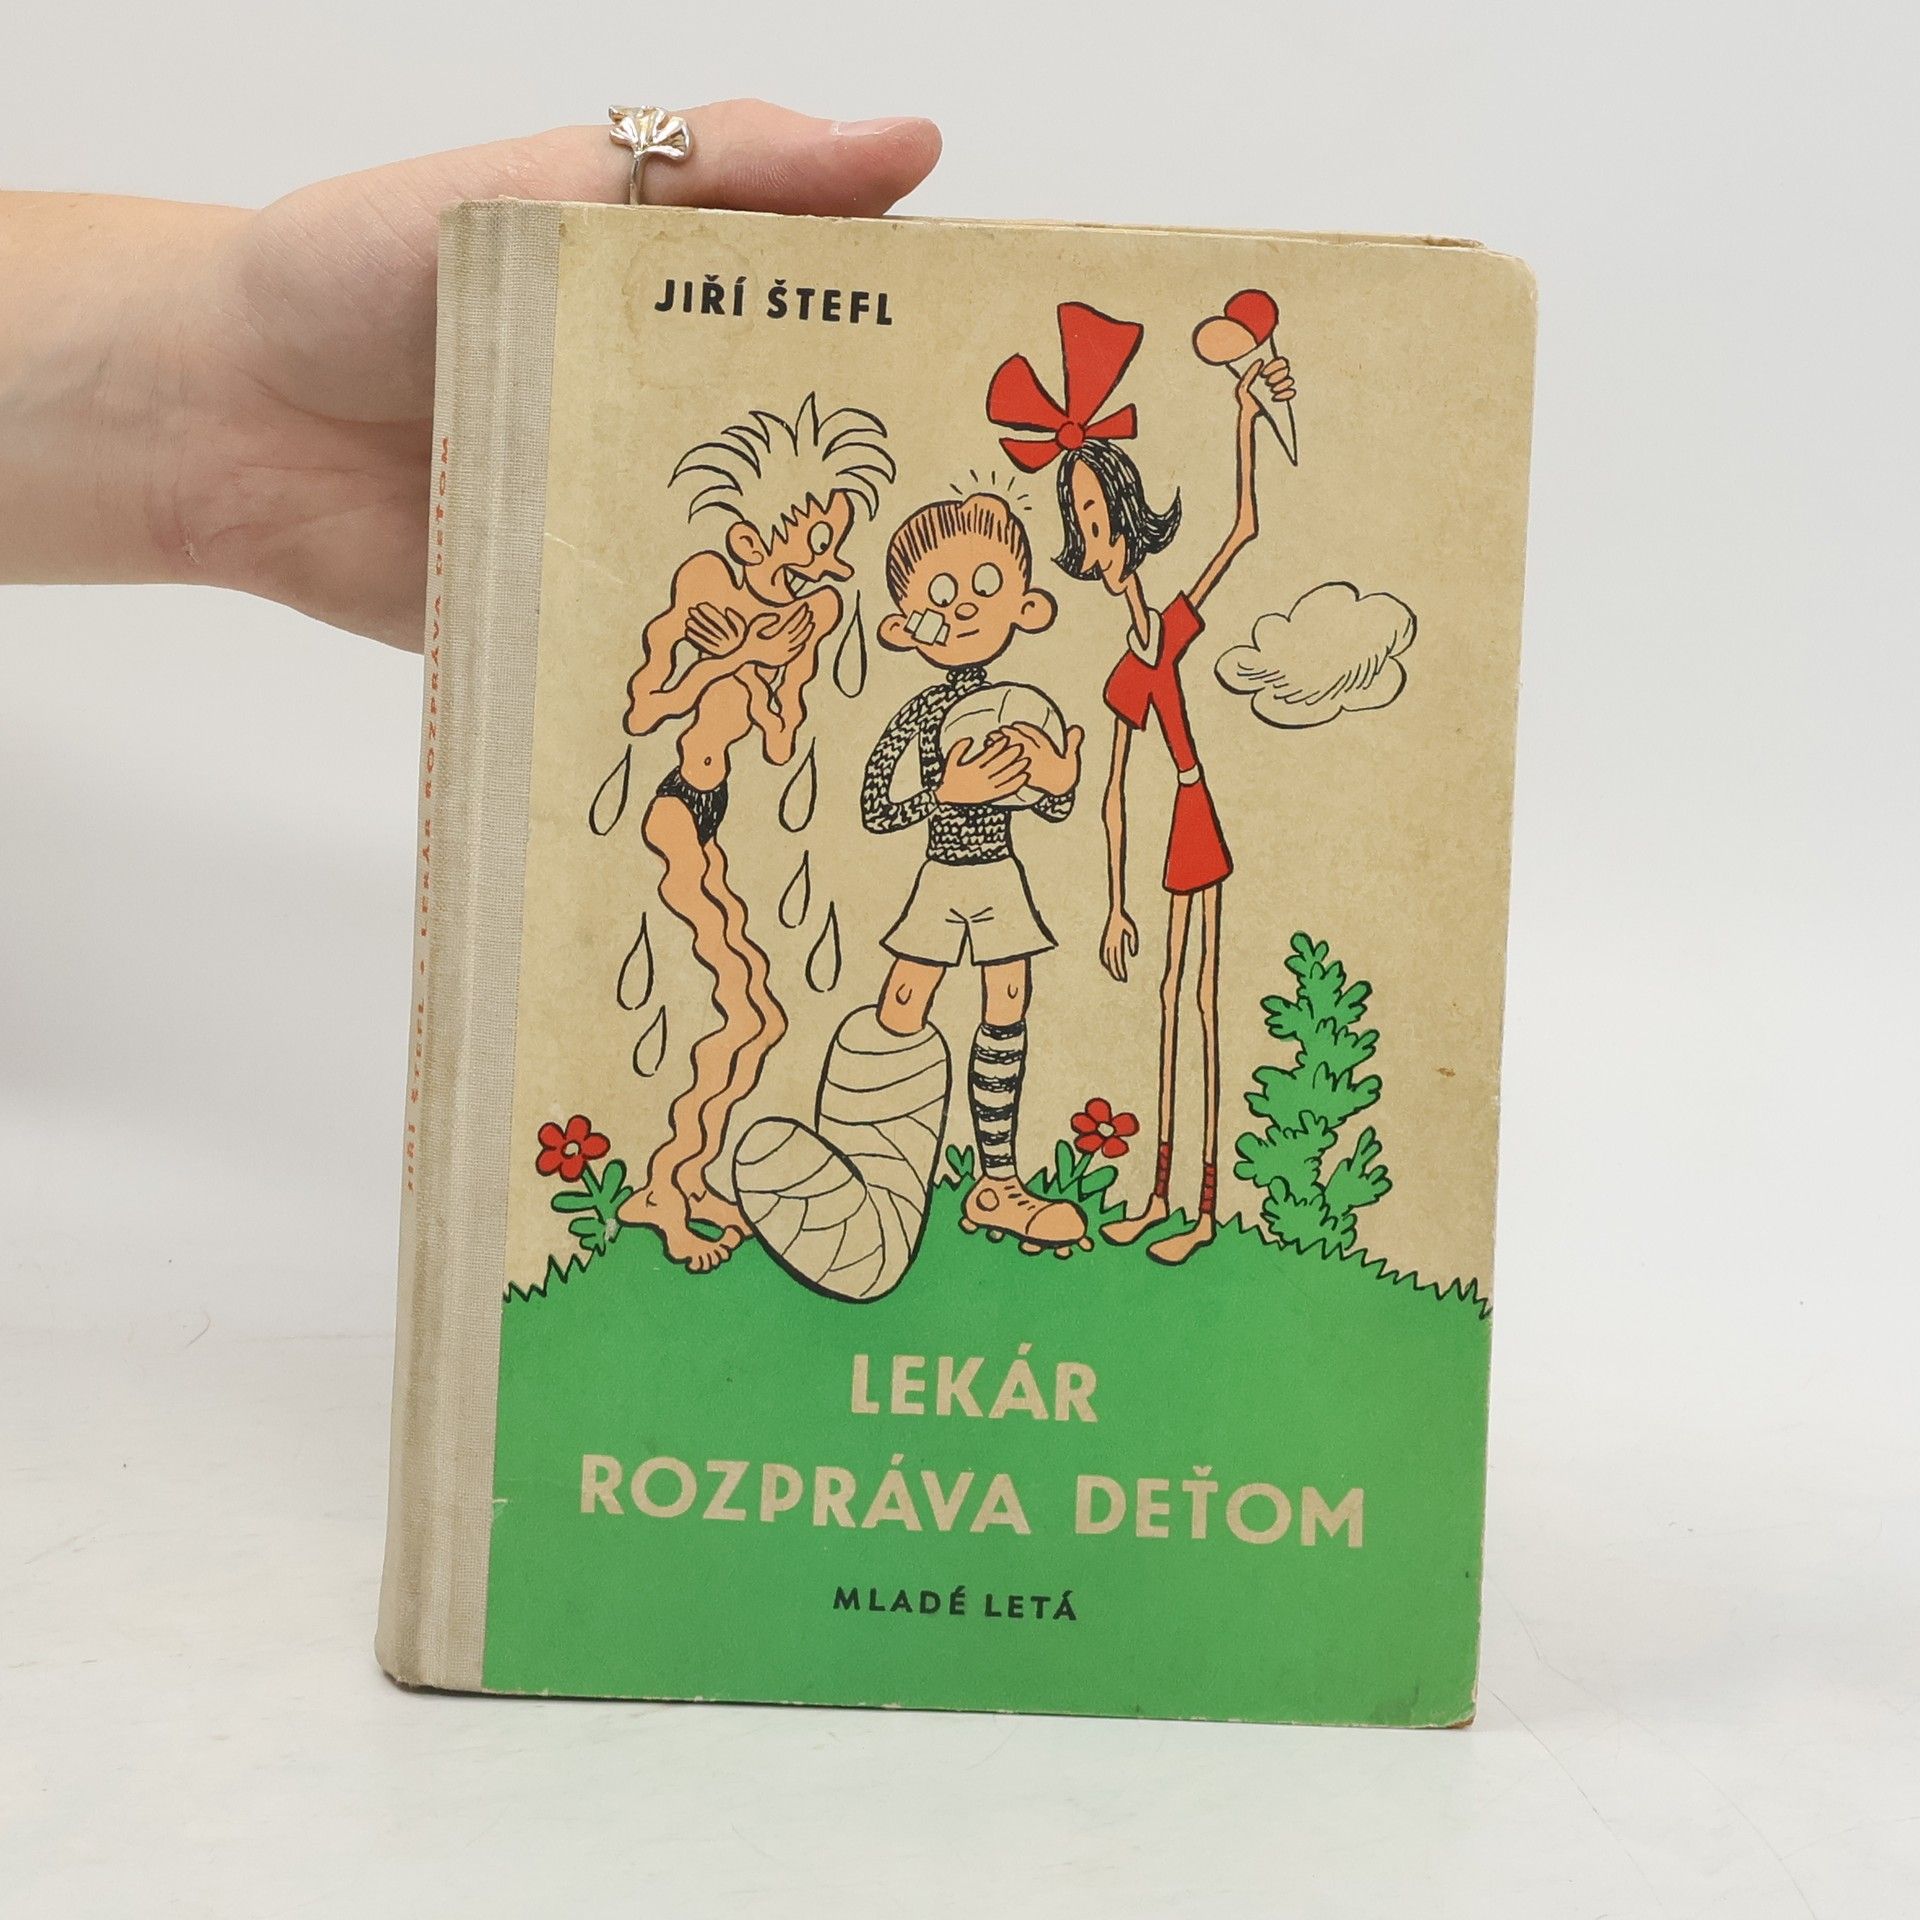 JIŘÍ ŠTEFL
LEKÁR
ROZPRÁVA DEŤOM
MLADÉ LETÁ
JIŘÍ ŠTEFL • LEKÁR ROZPRÁVA DEŤOM